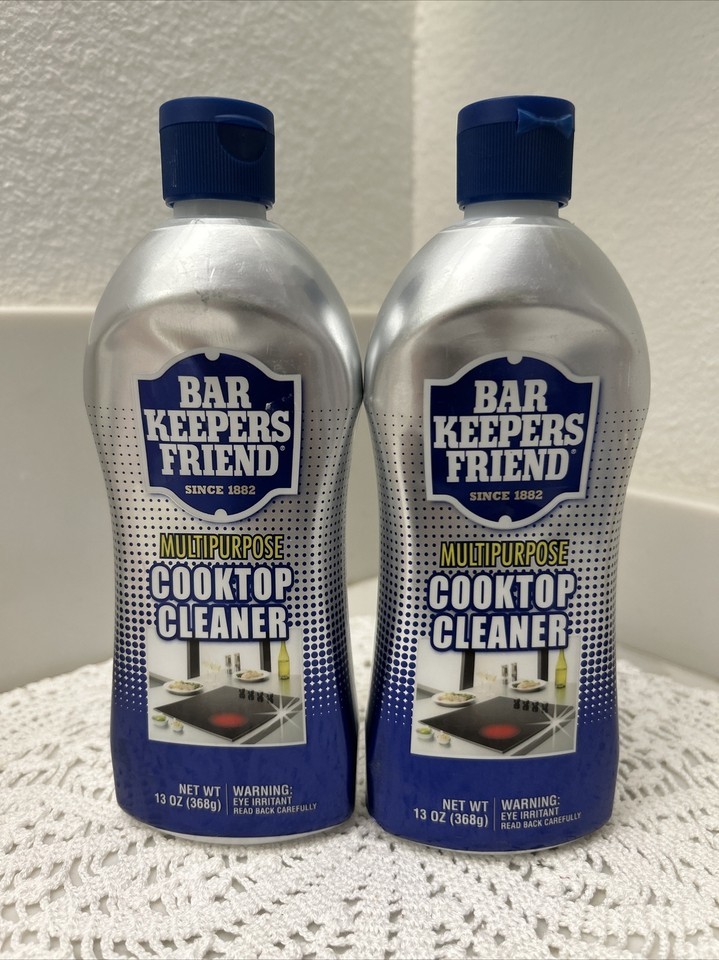 BAR
KEEPERS
FRIEND®
SINCE 1882
MULTIPURPOSE
COOKTOP
CLEANER
NET WT
13 OZ (368g)
WARNING:
EYE IRRITANT
READ BACK CAREFULLY
BAR
KEEPERS
FRIEND®
SINCE 1882
MULTIPURPOSE
COOKTOP
CLEANER
NET WT
13 OZ (368g)
WARNING:
EYE IRRITANT
READ BACK CAREFULLY